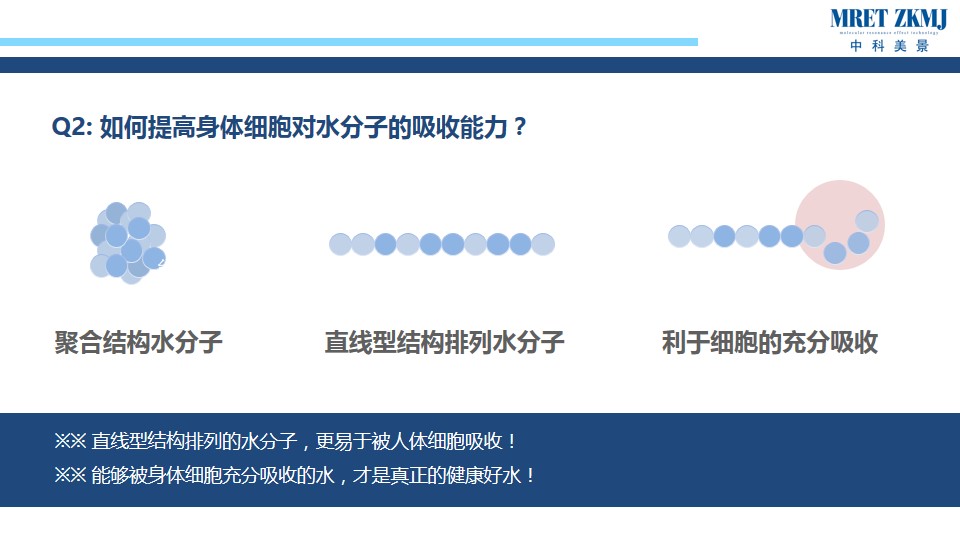 MRET ZKMJ
molecular resonance effect technology
中科美景
Q2: 如何提高身体细胞对水分子的吸收能力？
聚合结构水分子
直线型结构排列水分子
利于细胞的充分吸收
※※ 直线型结构排列的水分子，更易于被人体细胞吸收！
※※ 能够被身体细胞充分吸收的水，才是真正的健康好水！